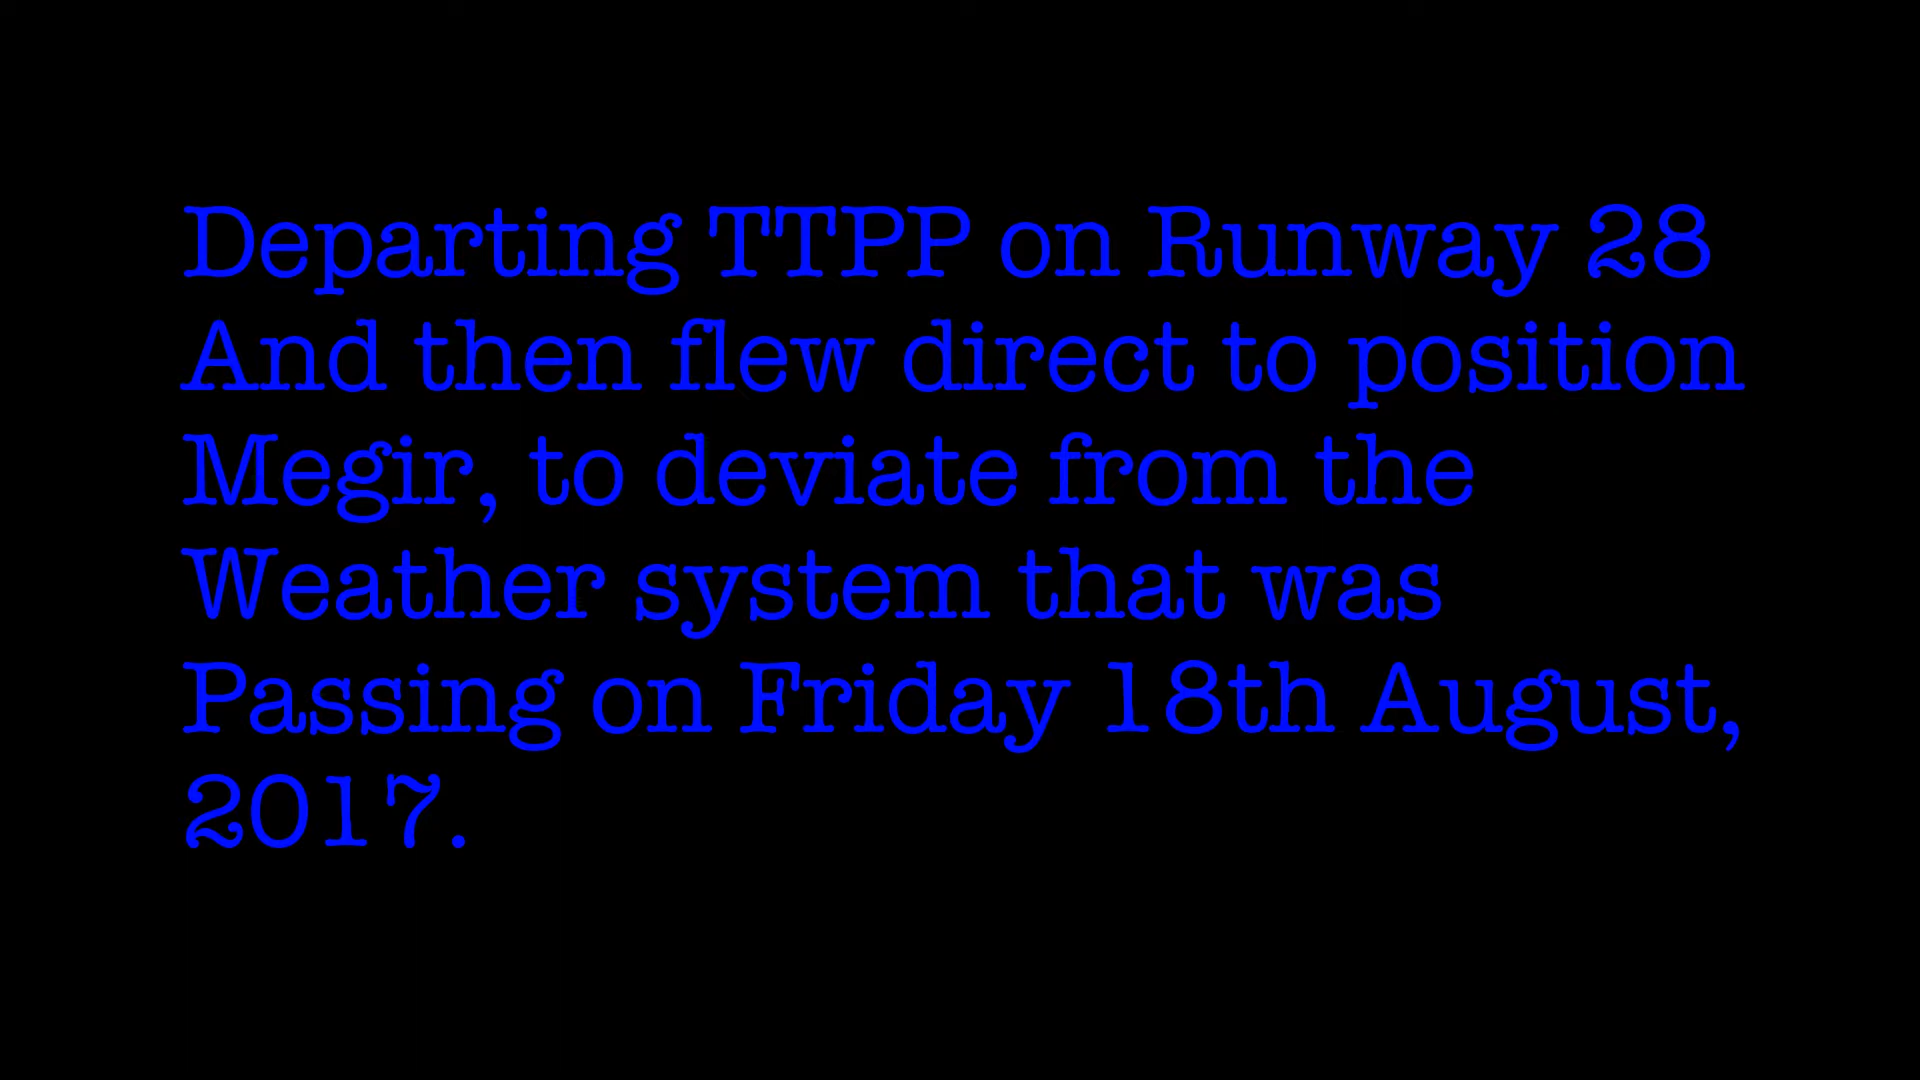 Departing TTPP on Runway 28
And then flew direct to position
Megir, to deviate from the
Weather system that was
Passing on Friday 18th August,
2017.